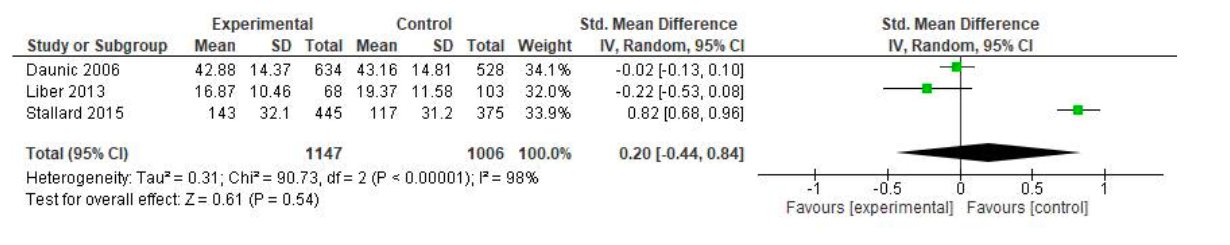 Experimental Control Std. Mean Difference Std. Mean Difference
Study or Subgroup Mean SD Total Mean SD Total Weight IV, Random, 95% CI IV, Random, 95% CI
Daunic 2006 42.88 14.37 634 43.16 14.81 528 34.1% -0.02 [-0.13, 0.10]
Liber 2013 16.87 10.46 68 19.37 11.58 103 32.0% -0.22 [-0.53, 0.08]
Stallard 2015 143 32.1 445 117 31.2 375 33.9% 0.82 [0.68, 0.96]
Total (95% CI) 1147 1006 100.0% 0.20 [-0.44, 0.84]
Heterogeneity: Tau² = 0.31; Chi² = 90.73, df = 2 (P < 0.00001); I² = 98%
Test for overall effect: Z = 0.61 (P = 0.54)
-1 -0.5 0 0.5 1
Favours [experimental] Favours [control]